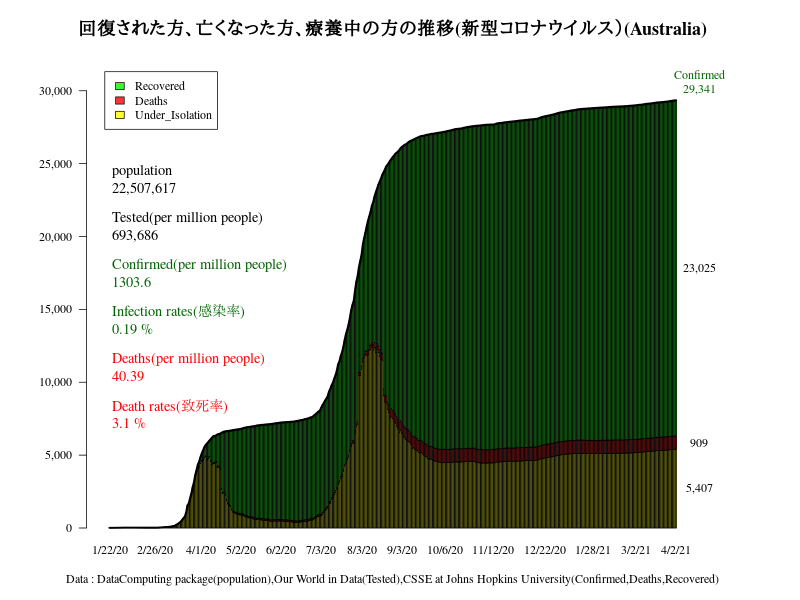 回復された方、亡くなった方、療養中の方の推移(新型コロナウイルス）(Australia)
Confirmed
29,341
Recovered
Deaths
Under_Isolation
population
22,507,617
Tested(per million people)
693,686
Confirmed(per million people)
1303.6
Infection rates(感染率)
0.19 %
Deaths(per million people)
40.39
Death rates(致死率)
3.1 %
30,000
25,000
20,000
15,000
10,000
5,000
0
23,025
909
5,407
1/22/20 2/26/20 4/1/20 5/2/20 6/2/20 7/3/20 8/3/20 9/3/20 10/6/20 11/12/20 12/22/20 1/28/21 3/2/21 4/2/21
Data : DataComputing package(population),Our World in Data(Tested),CSSE at Johns Hopkins University(Confirmed,Deaths,Recovered)